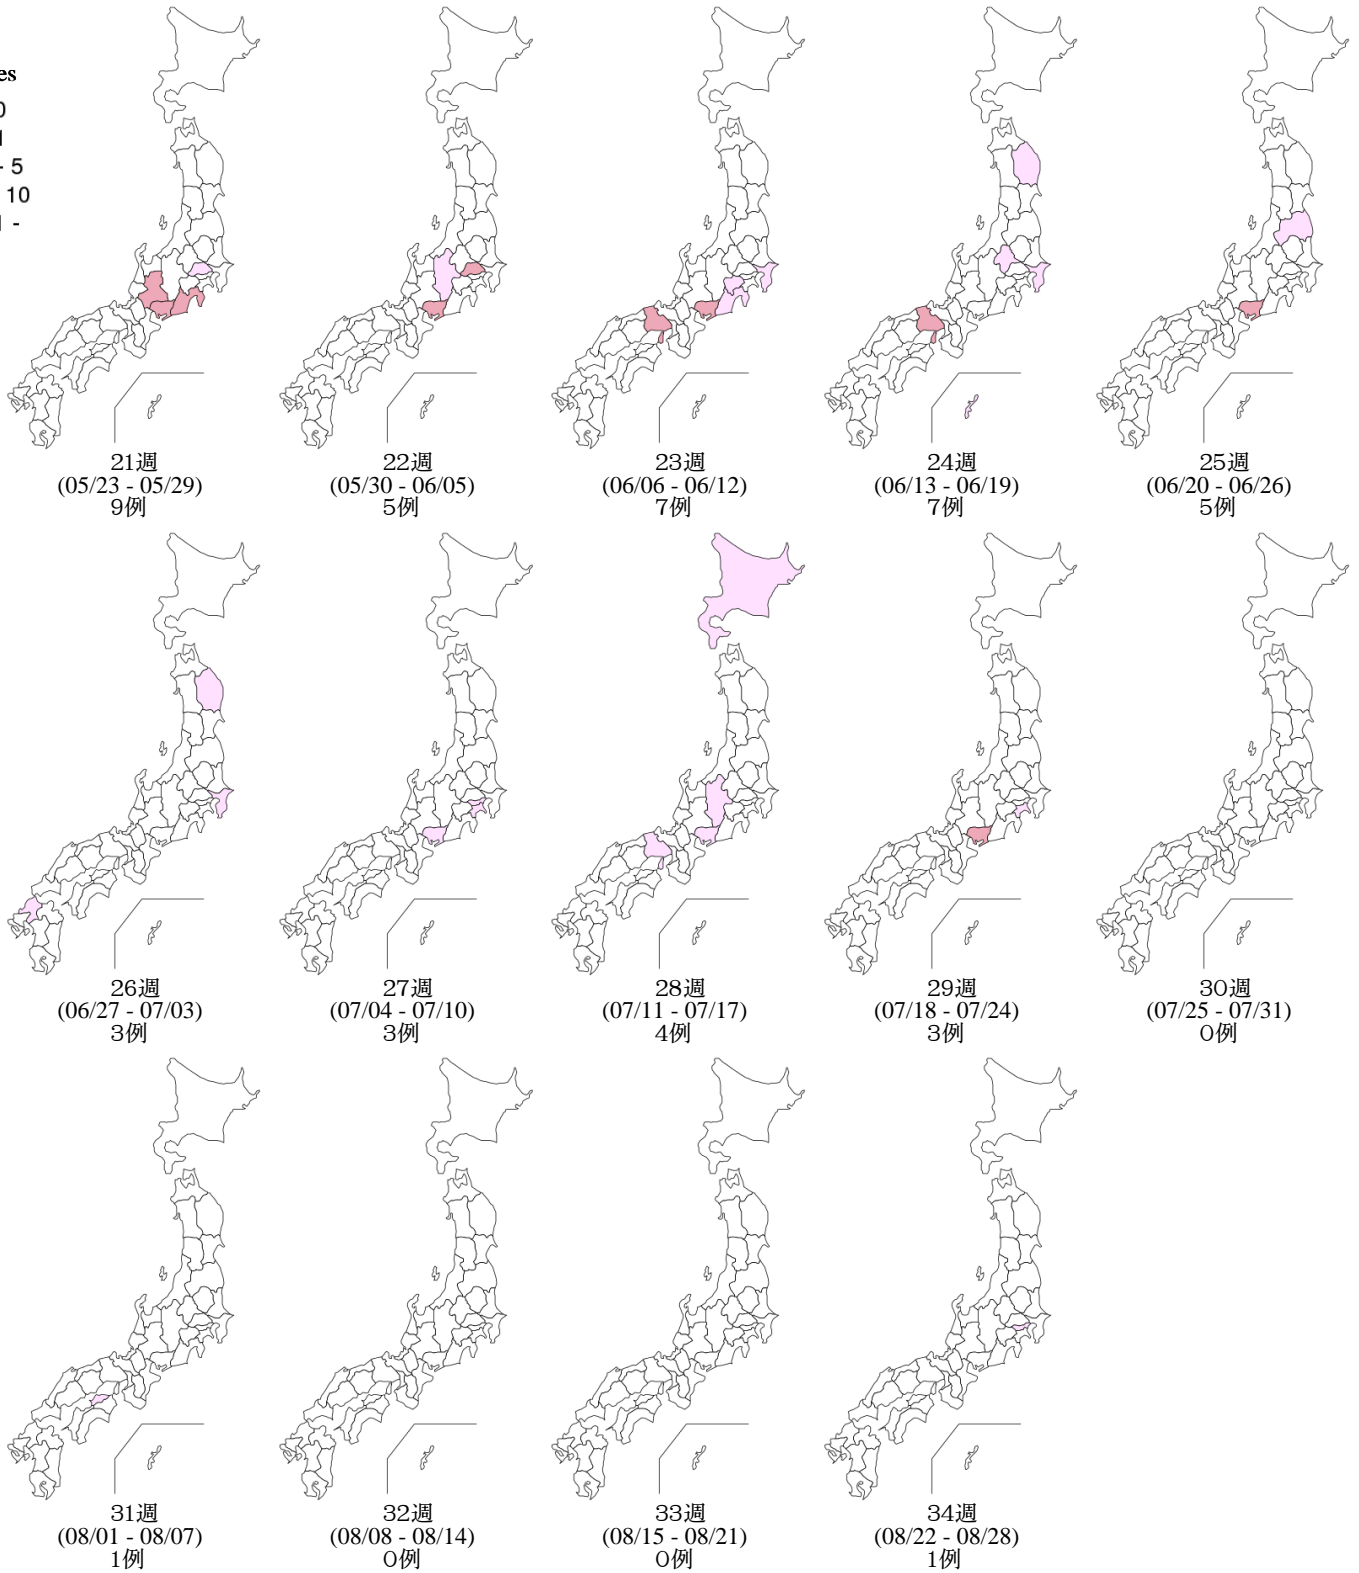 es
0
- 5
10
-
21週
(05/23 - 05/29)
9例
22週
(05/30 - 06/05)
5例
23週
(06/06 - 06/12)
7例
24週
(06/13 - 06/19)
7例
25週
(06/20 - 06/26)
5例
26週
(06/27 - 07/03)
3例
27週
(07/04 - 07/10)
3例
28週
(07/11 - 07/17)
4例
29週
(07/18 - 07/24)
3例
30週
(07/25 - 07/31)
0例
31週
(08/01 - 08/07)
1例
32週
(08/08 - 08/14)
0例
33週
(08/15 - 08/21)
0例
34週
(08/22 - 08/28)
1例